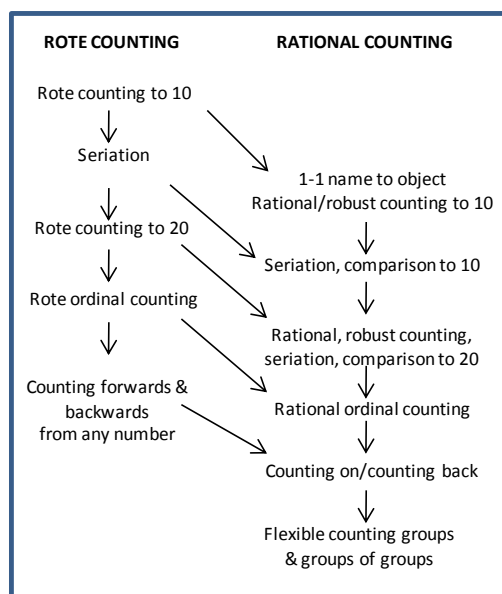 ROTE COUNTING
Rote counting to 10
Seriation
Rote counting to 20
Rote ordinal counting
Counting forwards &
backwards
from any number
RATIONAL COUNTING
1-1 name to object
Rational/robust counting to 10
Seriation, comparison to 10
Rational, robust counting,
seriation, comparison to 20
Rational ordinal counting
Counting on/counting back
Flexible counting groups
& groups of groups